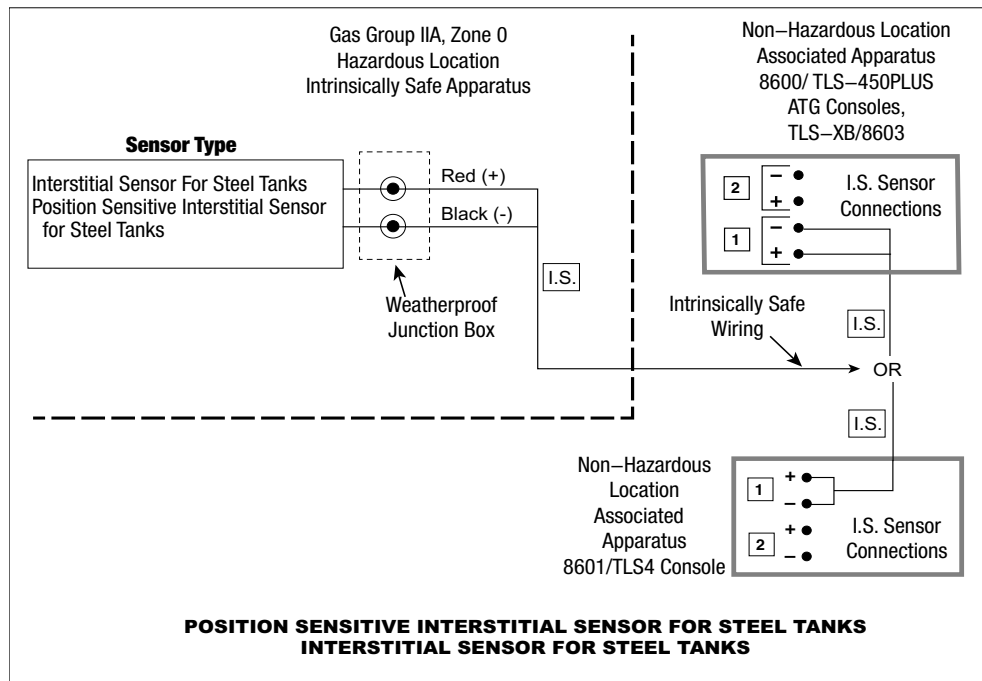 Gas Group IIA, Zone 0
Hazardous Location
Intrinsically Safe Apparatus
Non–Hazardous Location
Associated Apparatus
8600/ TLS–450PLUS
ATG Consoles,
TLS–XB/8603
Sensor Type
Interstitial Sensor For Steel Tanks
Position Sensitive Interstitial Sensor
for Steel Tanks
Red (+)
Black (-)
I.S.
Weatherproof
Junction Box
2
–
+
1
–
+
I.S. Sensor
Connections
Intrinsically Safe
Wiring
I.S.
OR
I.S.
Non–Hazardous
Location
Associated
Apparatus
8601/TLS4 Console
1
+
–
2
+
–
I.S. Sensor
Connections
POSITION SENSITIVE INTERSTITIAL SENSOR FOR STEEL TANKS
INTERSTITIAL SENSOR FOR STEEL TANKS